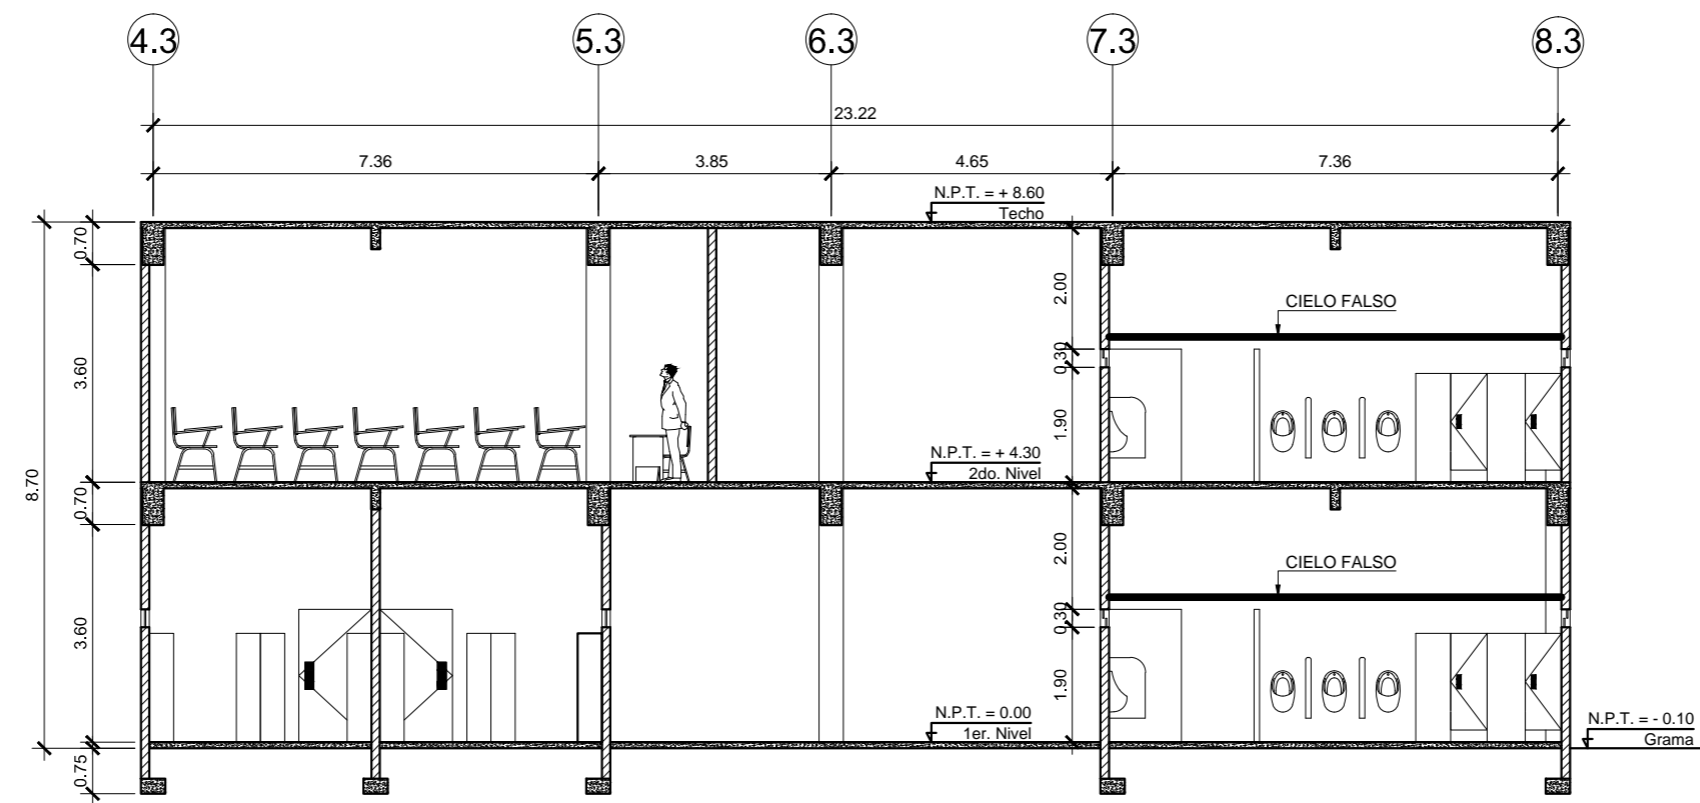 4.3
5.3
6.3
7.3
8.3
23.22
7.36
3.85
4.65
7.36
N.P.T. = + 8.60
Techo
0.70
2.00
CIELO FALSO
0.30
3.60
1.90
N.P.T. = + 4.30
2do. Nivel
8.70
0.70
2.00
CIELO FALSO
0.30
3.60
1.90
N.P.T. = 0.00
1er. Nivel
N.P.T. = - 0.10
Grama
0.75